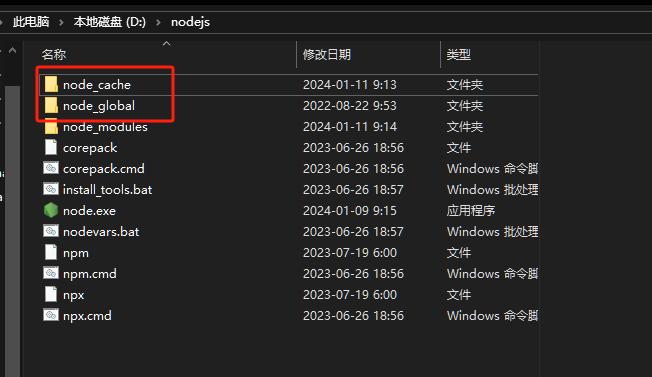 此电脑 › 本地磁盘 (D:) › nodejs
名称 修改日期 类型
node_cache 2024-01-11 9:13 文件夹
node_global 2022-08-22 9:53 文件夹
node_modules 2024-01-11 9:14 文件夹
corepack 2023-06-26 18:56 文件
corepack.cmd 2023-06-26 18:56 Windows 命令脚
install_tools.bat 2023-06-26 18:57 Windows 批处理
node.exe 2024-01-09 9:15 应用程序
nodevars.bat 2023-06-26 18:57 Windows 批处理
npm 2023-07-19 6:00 文件
npm.cmd 2023-06-26 18:56 Windows 命令脚
npx 2023-07-19 6:00 文件
npx.cmd 2023-06-26 18:56 Windows 命令脚